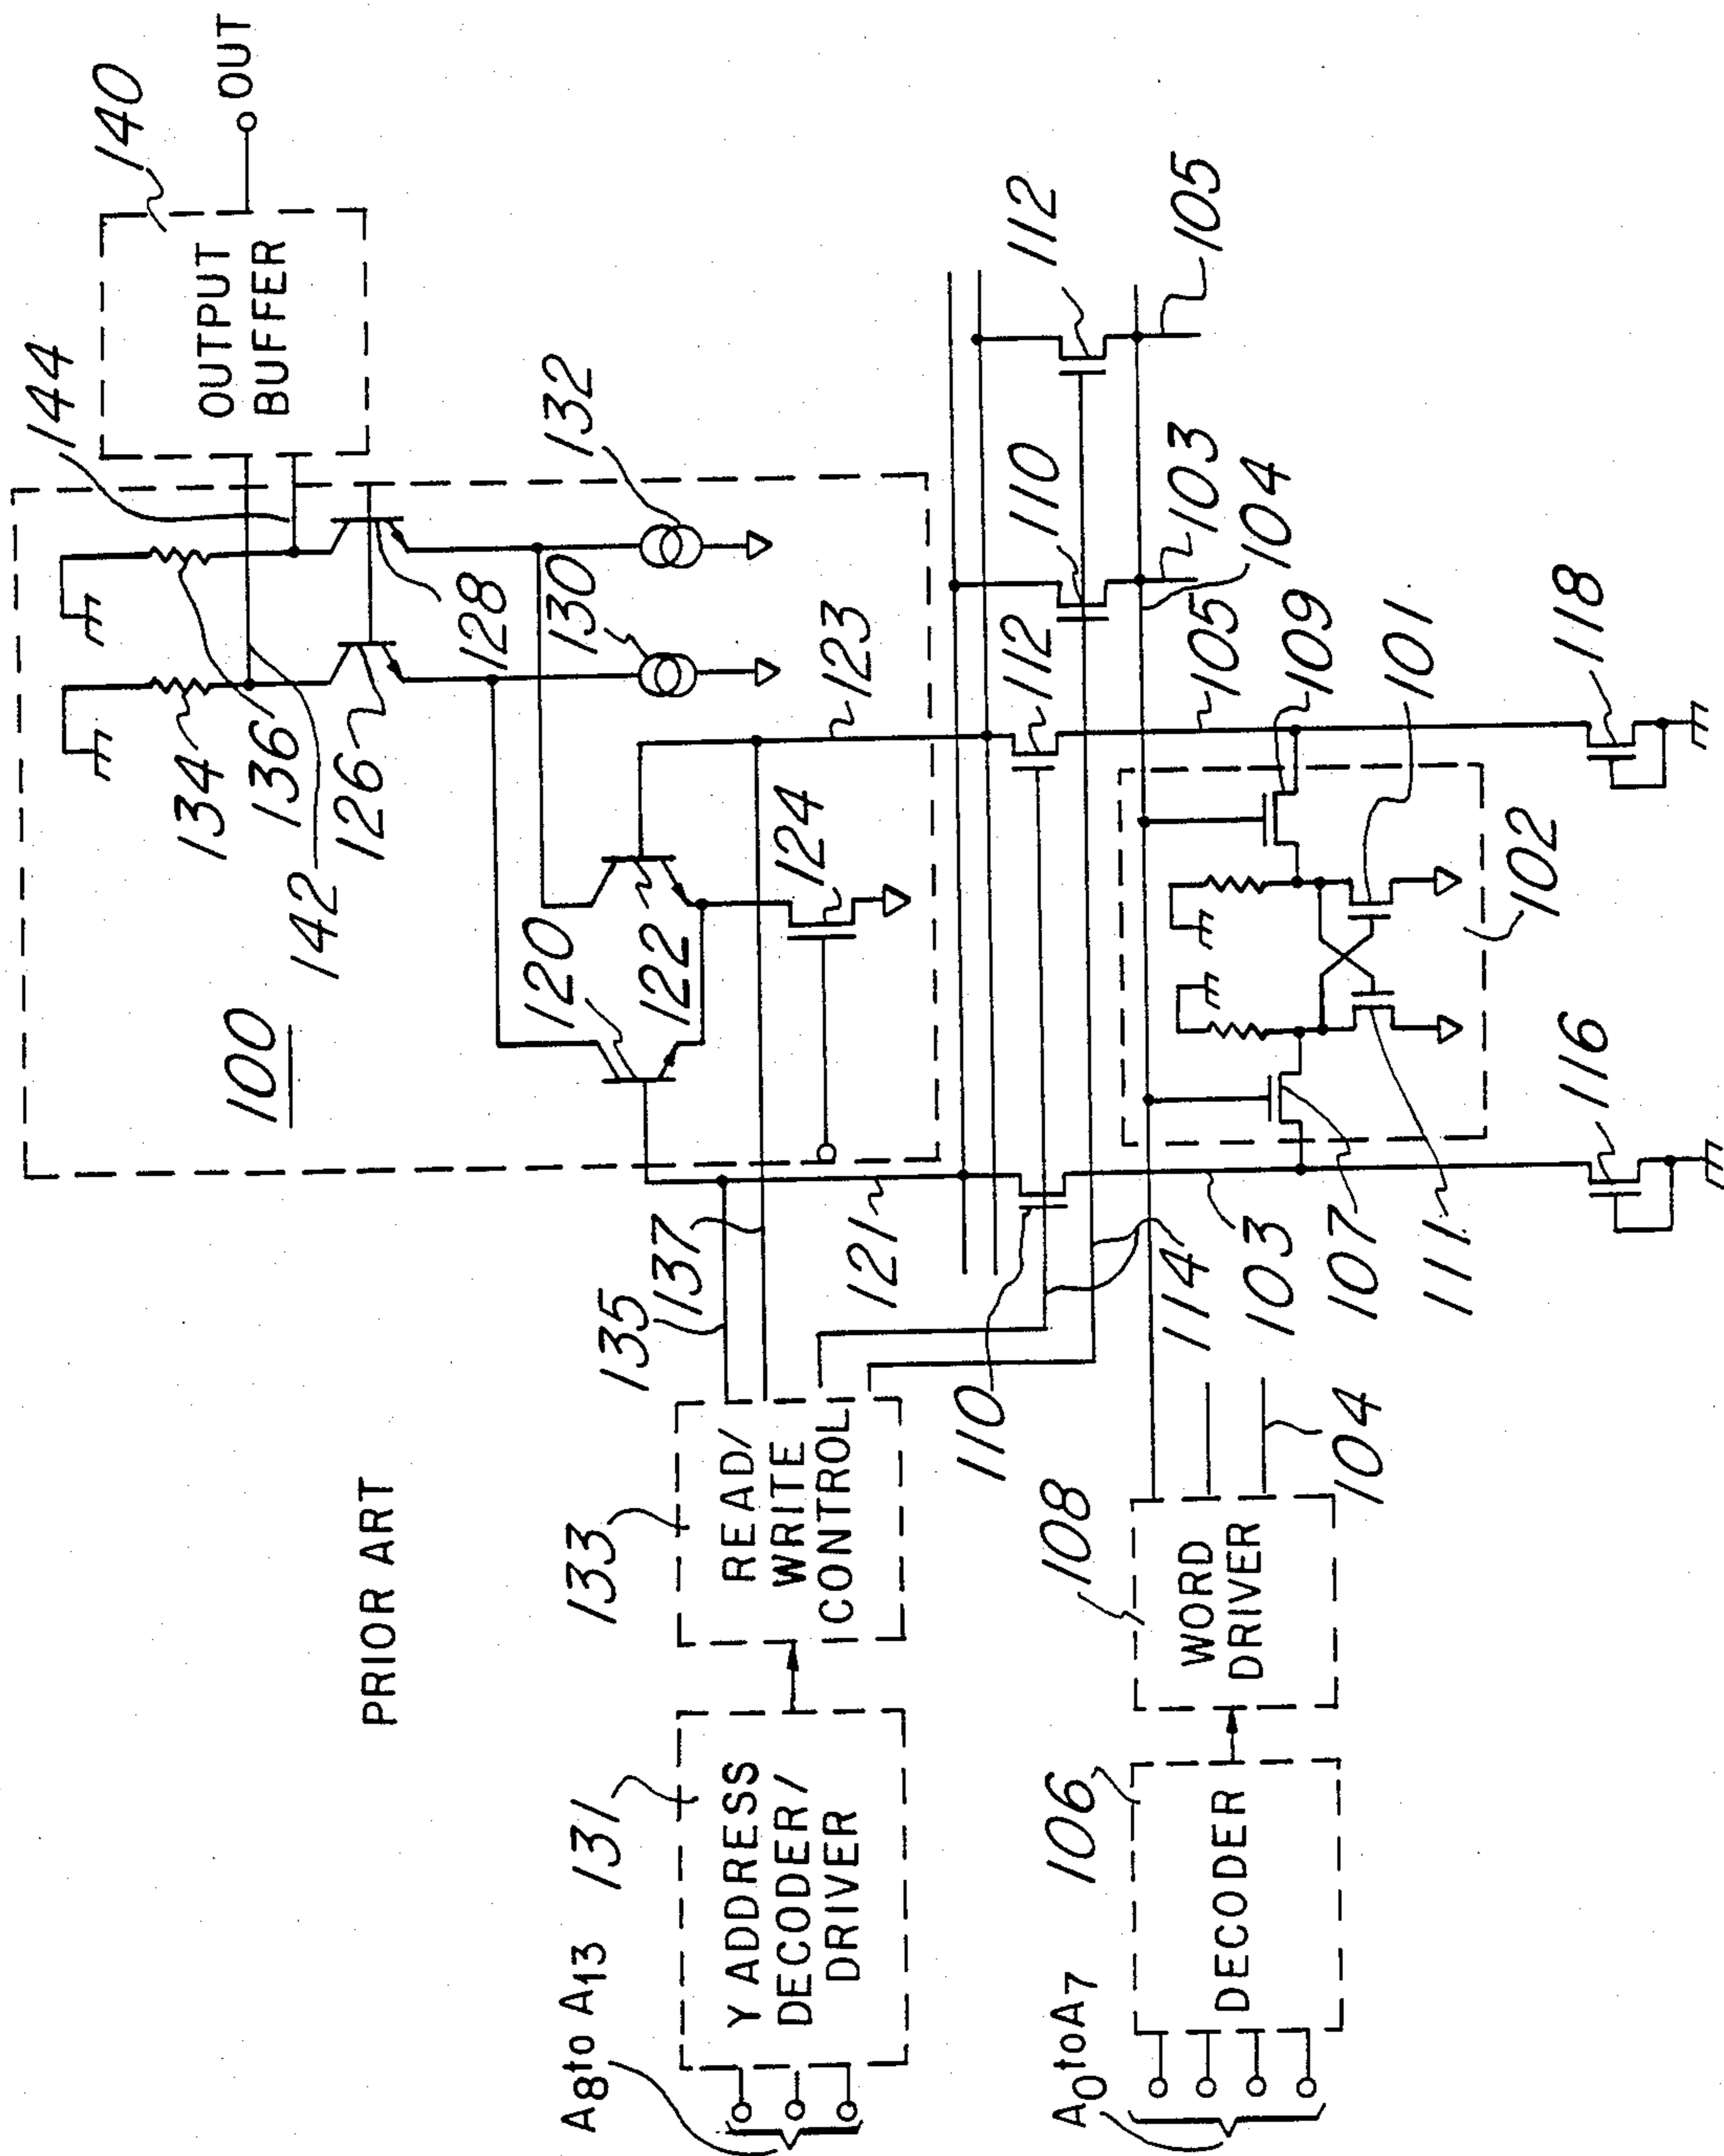 PRIOR ART
100
144
140
OUTPUT
BUFFER
OUT
134
136
142
126
128
132
130
120
122
124
123
135
137
121
A8 to A13
131
Y ADDRESS
DECODER/
DRIVER
133
READ/
WRITE
CONTROL
110
112
110
112
114
103
107
111
105
109
101
102
104
103
105
A0 to A7
106
DECODER
108
WORD
DRIVER
104
116
118